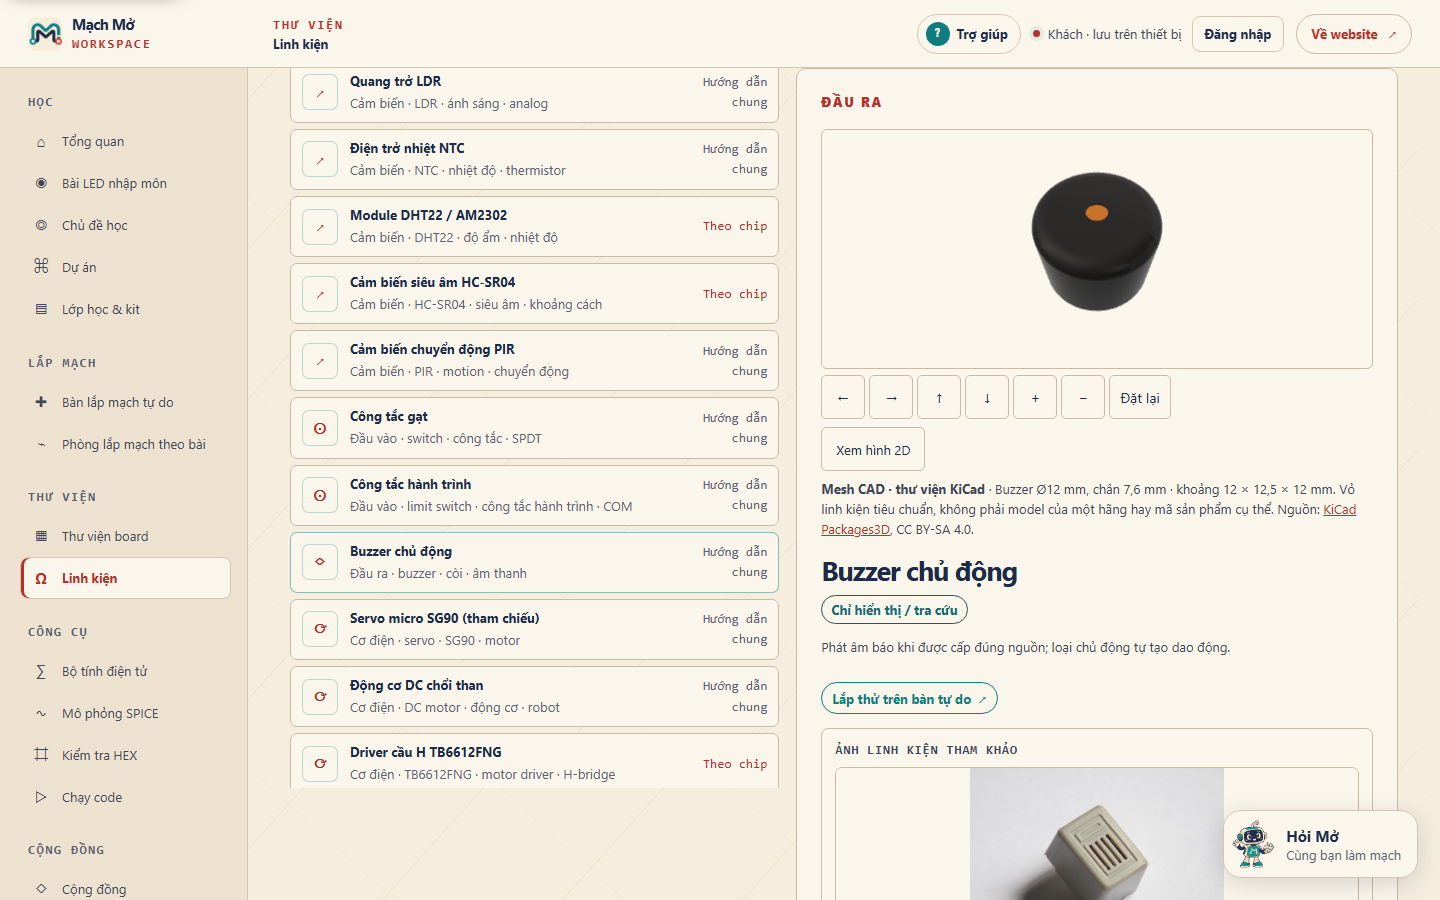 Mạch Mở
WORKSPACE
THƯ VIỆN
Linh kiện
? Trợ giúp
Khách · lưu trên thiết bị
Đăng nhập
Về website ↗
HỌC
Tổng quan
Bài LED nhập môn
Chủ đề học
Dự án
Lớp học & kit
LẮP MẠCH
Bàn lắp mạch tự do
Phòng lắp mạch theo bài
THƯ VIỆN
Thư viện board
Linh kiện
CÔNG CỤ
Bộ tính điện tử
Mô phỏng SPICE
Kiểm tra HEX
Chạy code
CỘNG ĐỒNG
Cộng đồng
Quang trở LDR
Cảm biến · LDR · ánh sáng · analog
Hướng dẫn chung
Điện trở nhiệt NTC
Cảm biến · NTC · nhiệt độ · thermistor
Hướng dẫn chung
Module DHT22 / AM2302
Cảm biến · DHT22 · độ ẩm · nhiệt độ
Theo chip
Cảm biến siêu âm HC-SR04
Cảm biến · HC-SR04 · siêu âm · khoảng cách
Theo chip
Cảm biến chuyển động PIR
Cảm biến · PIR · motion · chuyển động
Hướng dẫn chung
Công tắc gạt
Đầu vào · switch · công tắc · SPDT
Hướng dẫn chung
Công tắc hành trình
Đầu vào · limit switch · công tắc hành trình · COM
Hướng dẫn chung
Buzzer chủ động
Đầu ra · buzzer · còi · âm thanh
Hướng dẫn chung
Servo micro SG90 (tham chiếu)
Cơ điện · servo · SG90 · motor
Hướng dẫn chung
Động cơ DC chổi than
Cơ điện · DC motor · động cơ · robot
Hướng dẫn chung
Driver cầu H TB6612FNG
Cơ điện · TB6612FNG · motor driver · H-bridge
Theo chip
ĐẦU RA
← → ↑ ↓ + − Đặt lại
Xem hình 2D
Mesh CAD · thư viện KiCad · Buzzer Ø12 mm, chân 7,6 mm · khoảng 12 × 12,5 × 12 mm. Vỏ
linh kiện tiêu chuẩn, không phải model của một hãng hay mã sản phẩm cụ thể. Nguồn: KiCad
Packages3D, CC BY-SA 4.0.
Buzzer chủ động
Chỉ hiển thị / tra cứu
Phát âm báo khi được cấp đúng nguồn; loại chủ động tự tạo dao động.
Lắp thử trên bàn tự do ↗
ẢNH LINH KIỆN THAM KHẢO
Hỏi Mở
Cùng bạn làm mạch